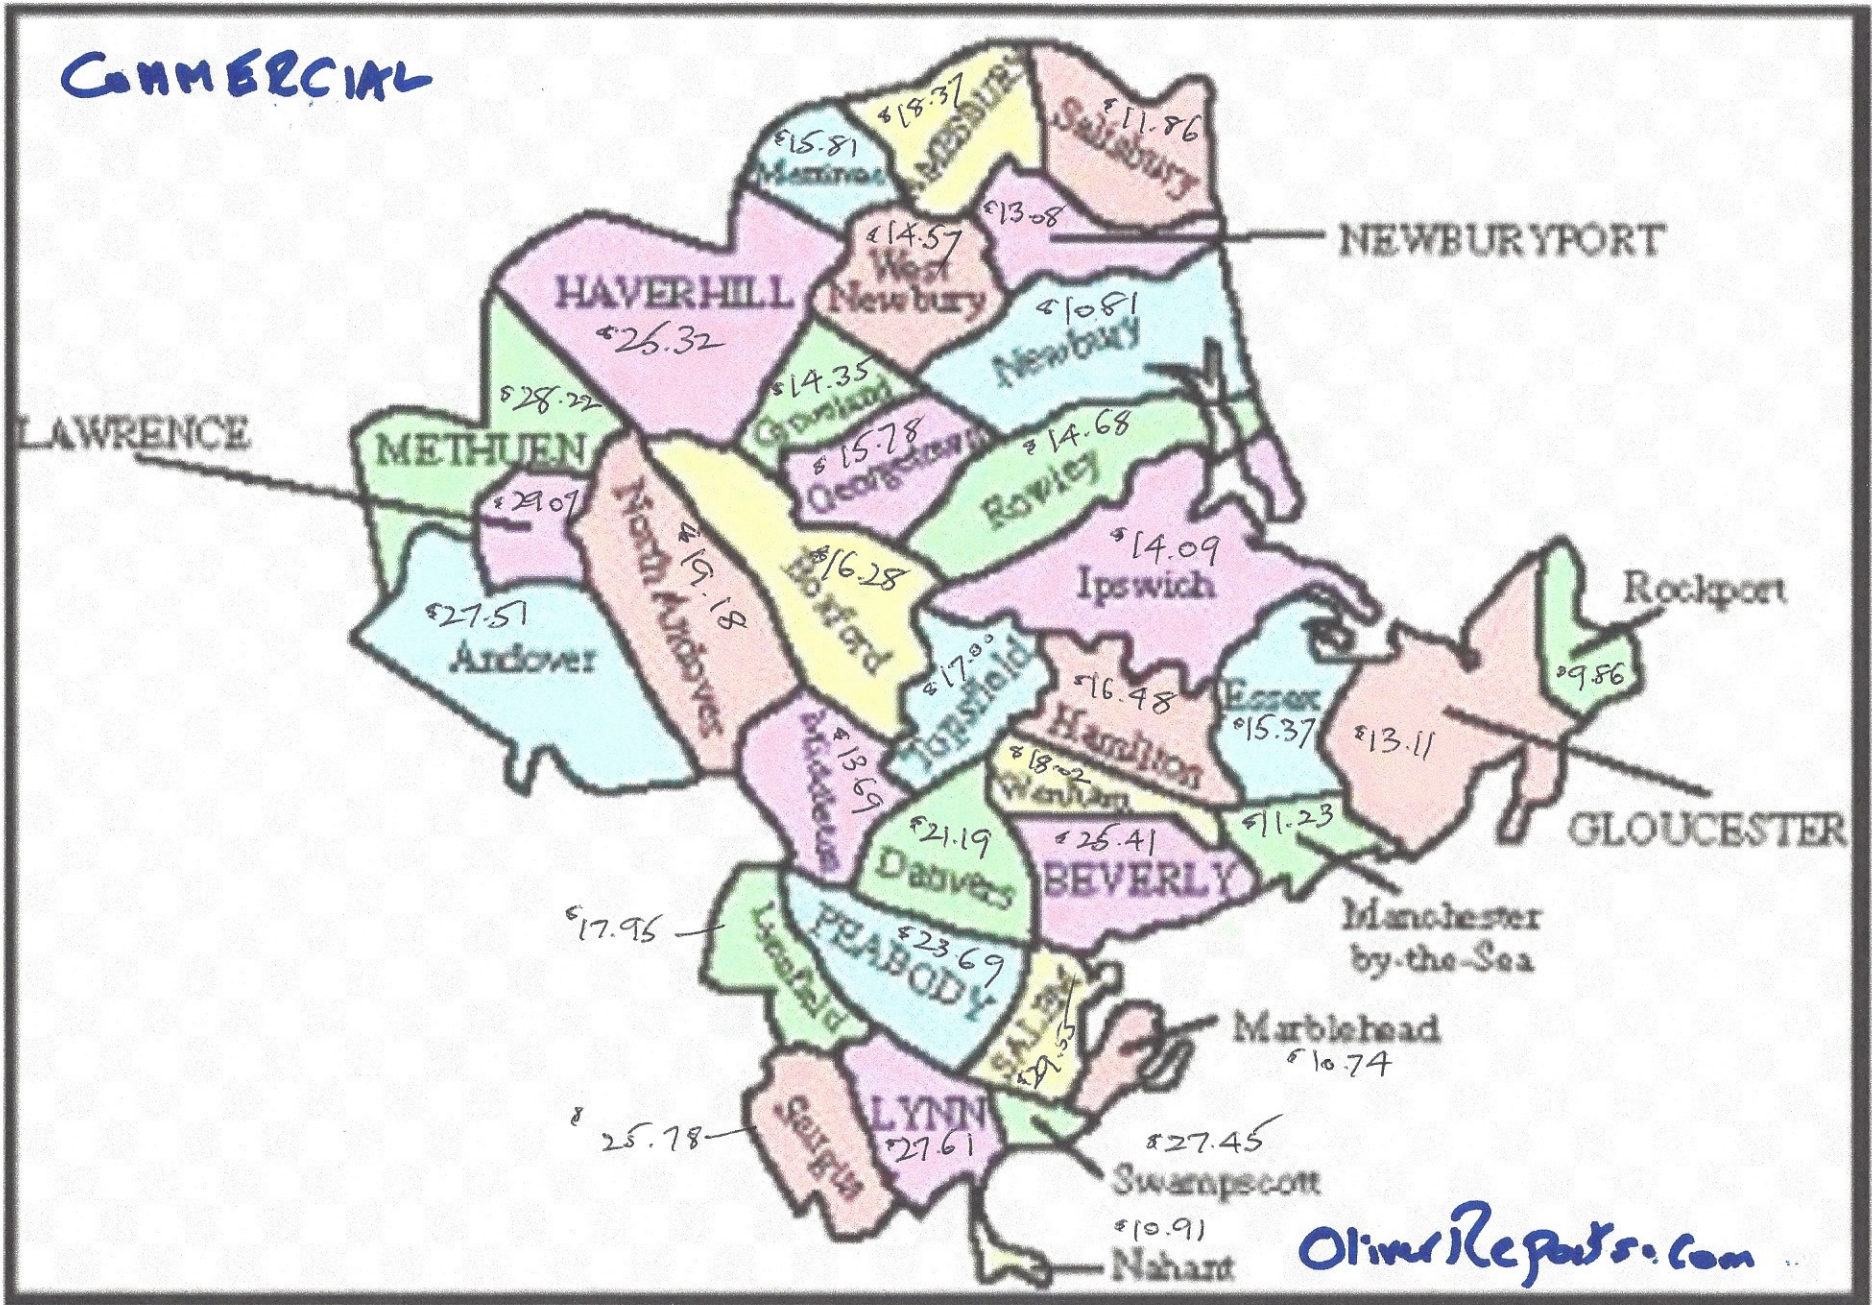 COMMERCIAL
$18.37
AMESBURY
$11.86
Salisbury
$15.81
Merrimac
$13.08
NEWBURYPORT
$14.57
West
Newbury
HAVERHILL
$25.32
$10.81
Newbury
$28.22
METHUEN
$14.35
Groveland
LAWRENCE
$29.07
$15.78
Georgetown
$14.68
Rowley
North Andover
$19.18
$16.28
Boxford
$14.09
Ipswich
Rockport
$9.86
$27.51
Andover
$17.00
Topsfield
$16.48
Hamilton
Essex
$15.37
$13.11
GLOUCESTER
Middleton
$13.69
$18.02
Wenham
$21.19
Danvers
$25.41
BEVERLY
$11.23
Manchester
by-the-Sea
$17.95
Lynnfield
PEABODY
$23.69
SALEM
$29.55
Marblehead
$10.74
$25.78
Saugus
LYNN
$27.61
$27.45
Swampscott
$10.91
Nahant
OliverReports.com